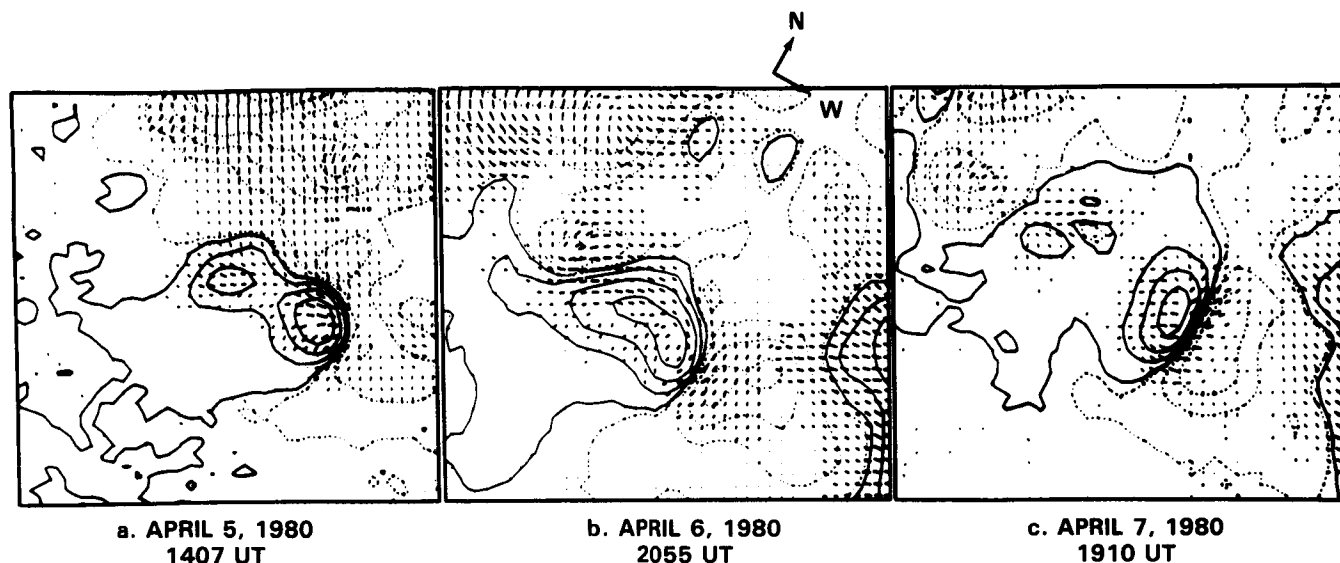 N
W
a. APRIL 5, 1980
1407 UT
b. APRIL 6, 1980
2055 UT
c. APRIL 7, 1980
1910 UT